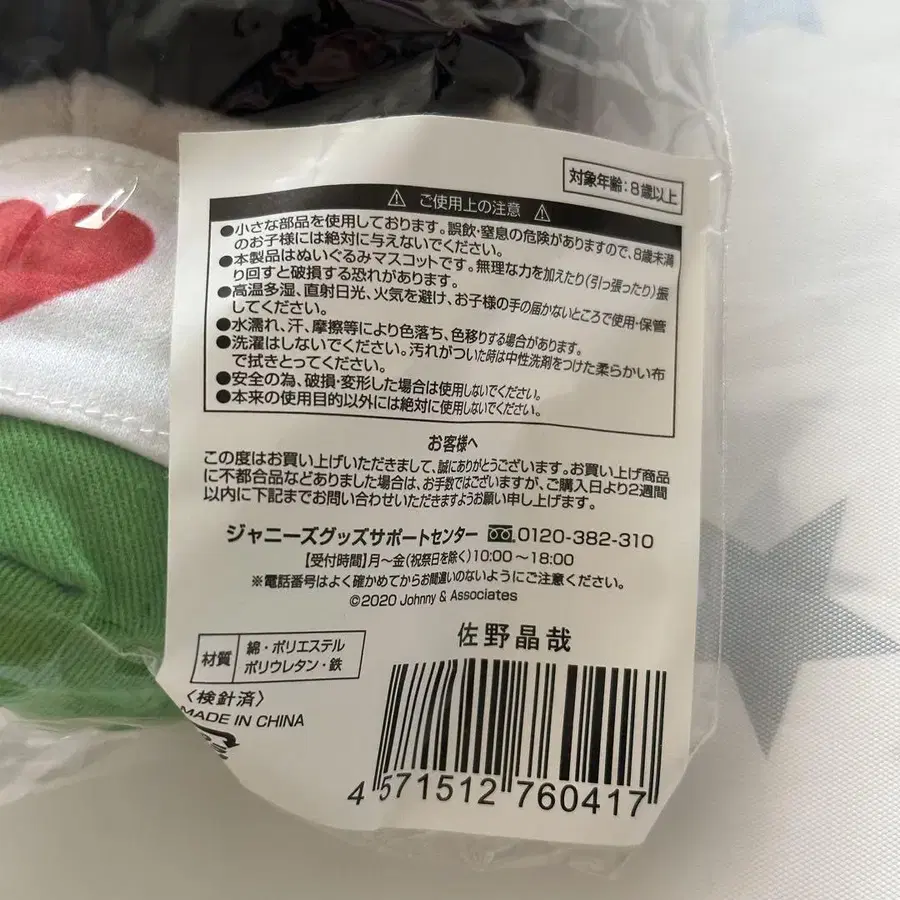 対象年齢:8歳以上
⚠ ご使用上の注意 ⚠
●小さな部品を使用しております。誤飲・窒息の危険がありますので、8歳未満
のお子様には絶対に与えないでください。
●本製品はぬいぐるみマスコットです。無理な力を加えたり(引っ張ったり)振
り回すと破損する恐れがあります。
●高温多湿、直射日光、火気を避け、お子様の手の届かないところで使用・保管
してください。
●水濡れ、汗、摩擦等により色落ち、色移りする場合があります。
●洗濯はしないでください。汚れがついた時は中性洗剤をつけた柔らかい布
で拭きとってください。
●安全の為、破損・変形した場合は使用しないでください。
●本来の使用目的以外には絶対に使用しないでください。
お客様へ
この度はお買い上げいただきまして、誠にありがとうございます。お買い上げ商品
に不都合品などありました場合は、お手数ではございますが、ご購入日より2週間
以内に下記までお問い合わせいただきますようお願い申し上げます。
ジャニーズグッズサポートセンター 0120-382-310
【受付時間】月～金(祝祭日を除く)10:00～18:00
※電話番号はよく確かめてからお間違いのないようにご注意ください。
©2020 Johnny & Associates
佐野晶哉
材質 綿・ポリエステル
ポリウレタン・鉄
〈検針済〉
MADE IN CHINA
4 571512 760417